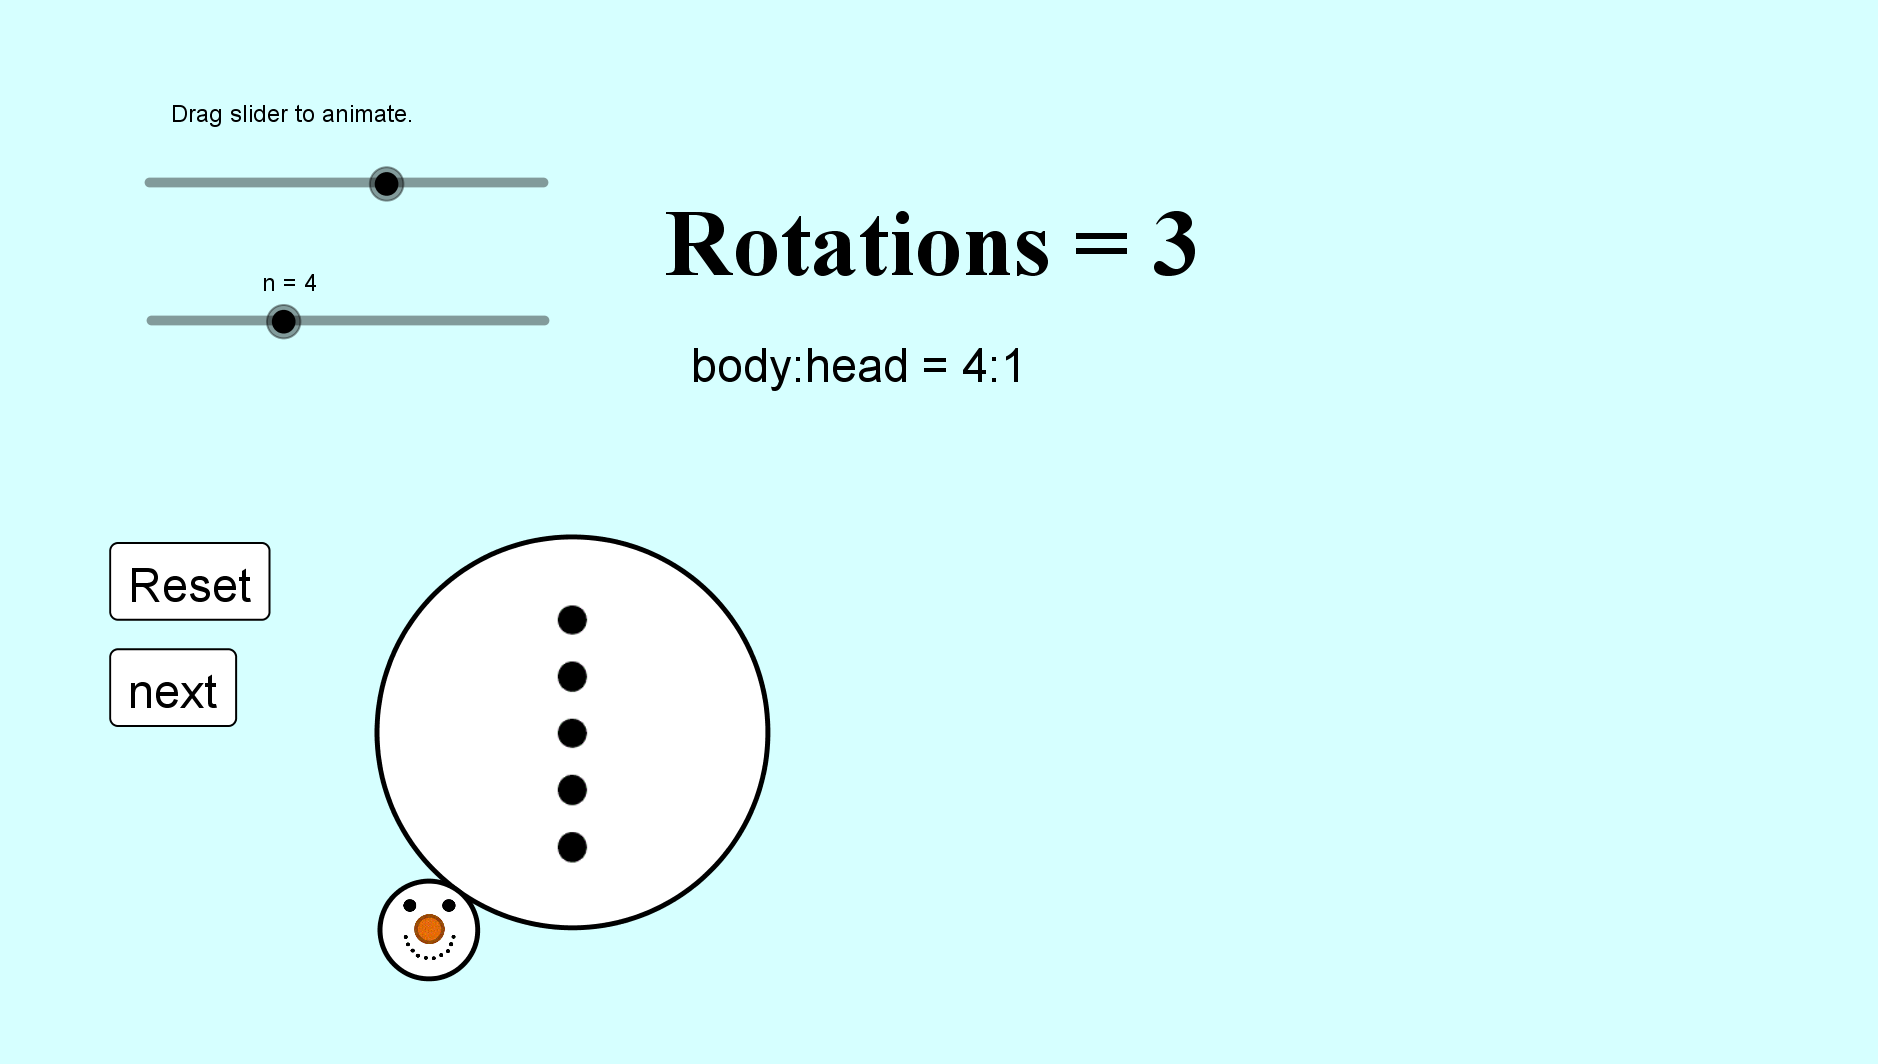 Drag slider to animate.
Rotations = 3
n = 4
body:head = 4:1
Reset
next